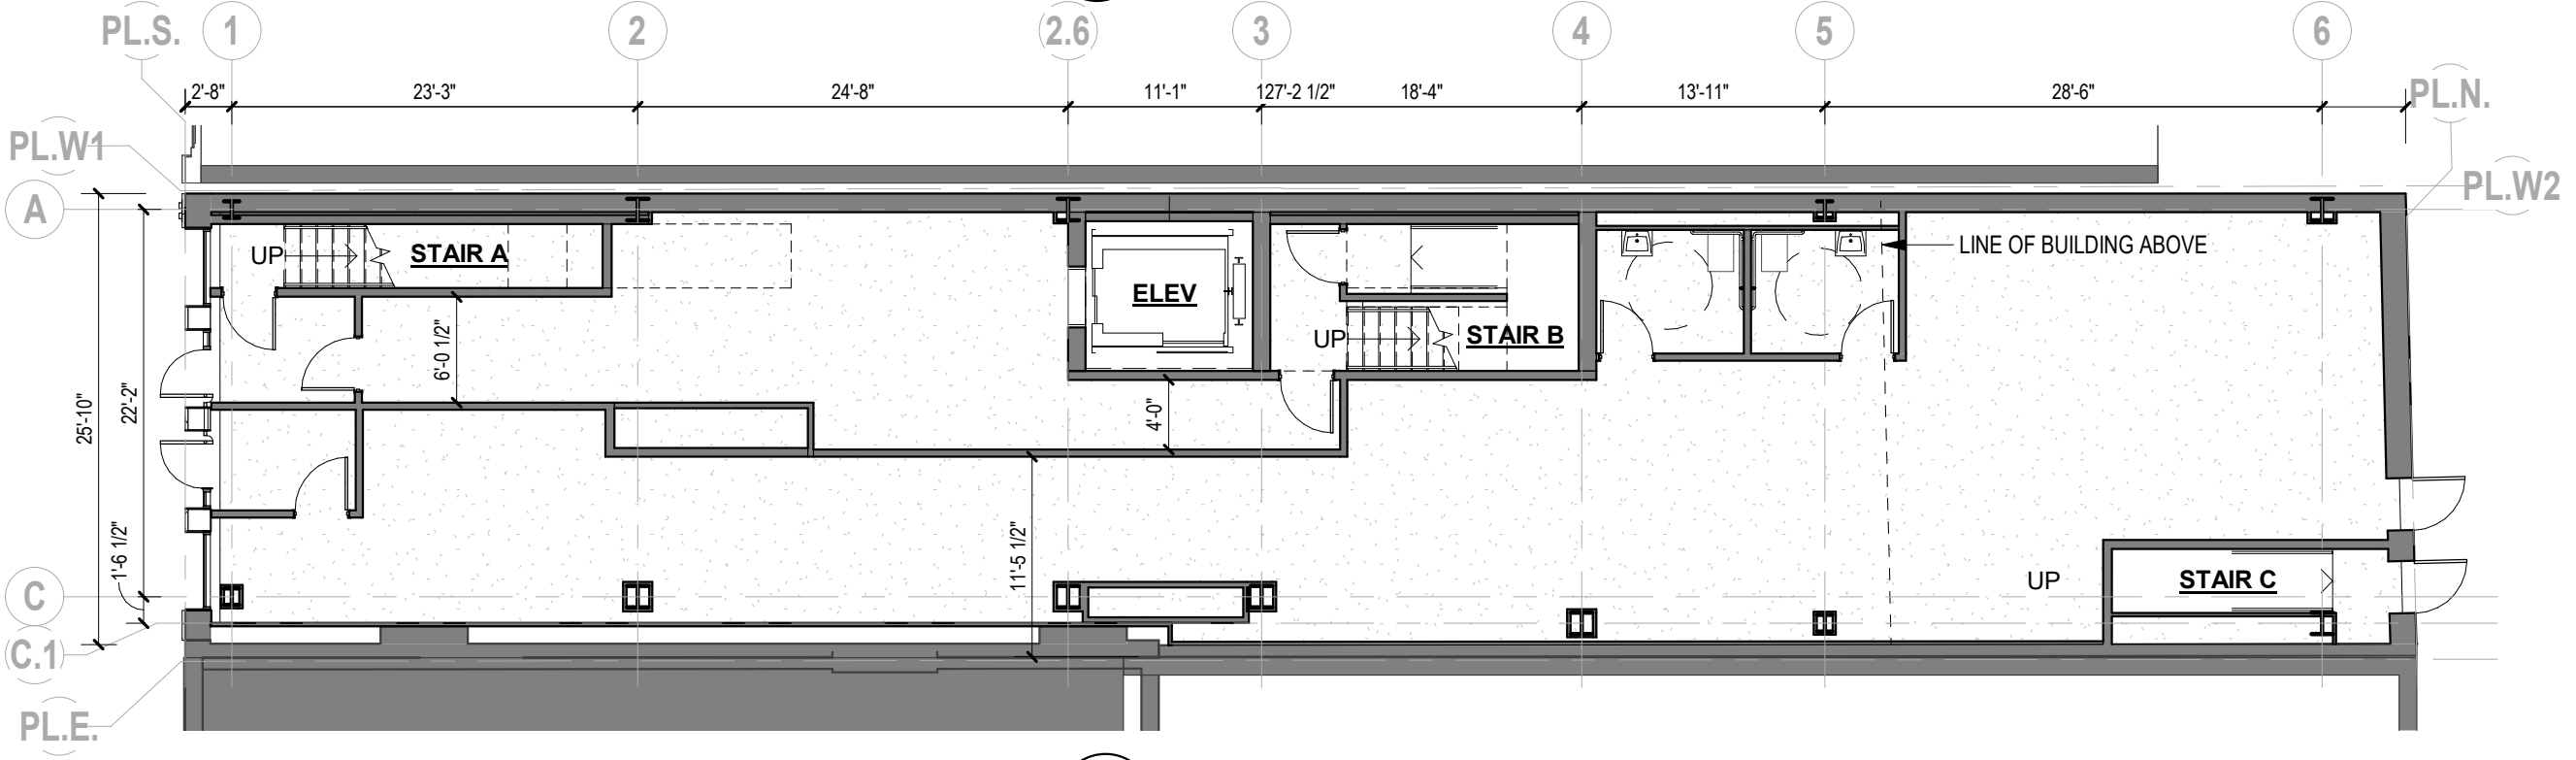 PL.S.
1
2
2.6
3
4
5
6
2'-8"
23'-3"
24'-8"
11'-1"
127'-2 1/2"
18'-4"
13'-11"
28'-6"
PL.N.
PL.W1
PL.W2
A
UP
STAIR A
ELEV
UP
STAIR B
LINE OF BUILDING ABOVE
6'-0 1/2"
4'-0"
25'-10"
22'-2"
1'-6 1/2"
11'-5 1/2"
UP
STAIR C
C
C.1
PL.E.